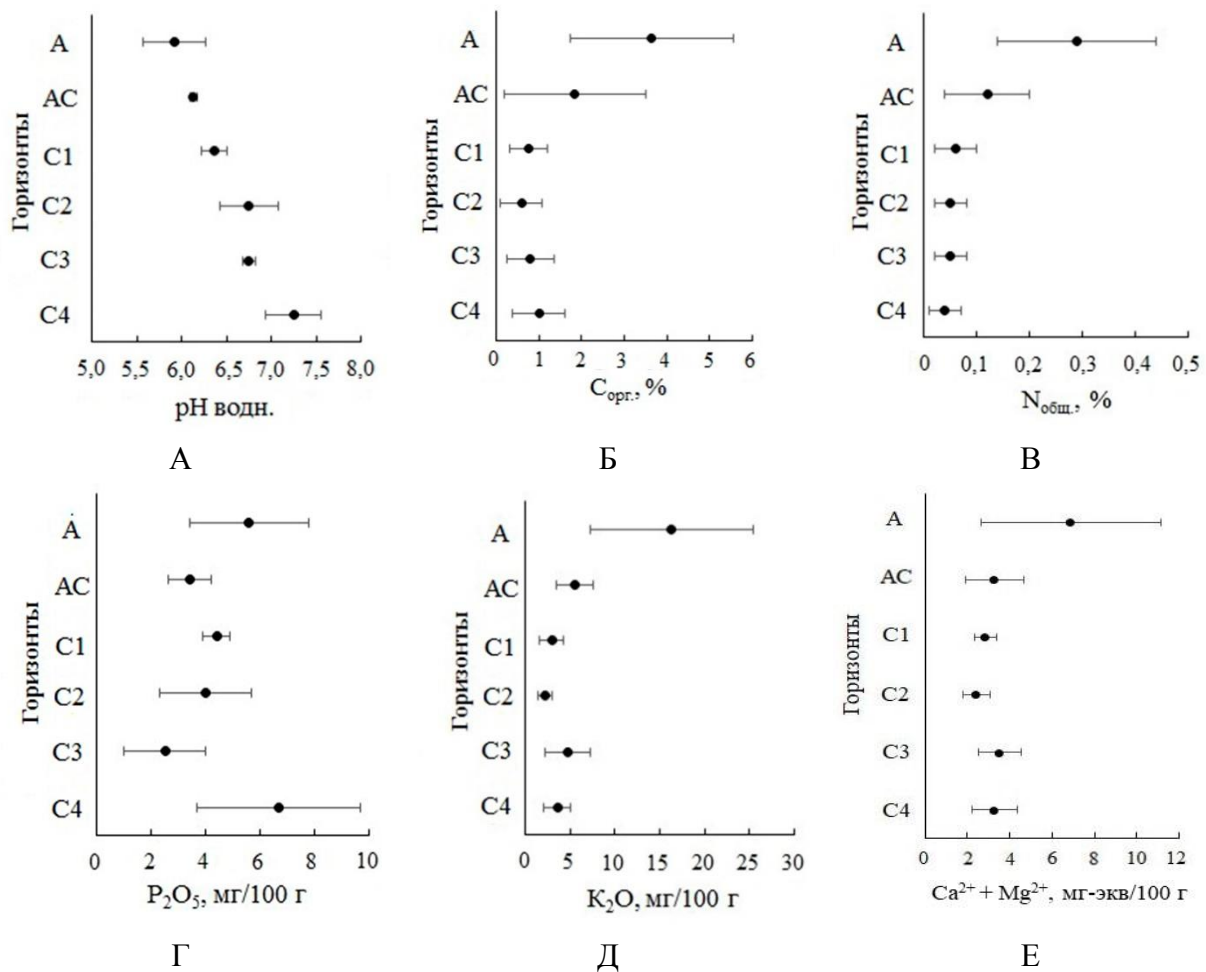 Горизонты
А
АС
С1
С2
С3
С4
5,0 5,5 6,0 6,5 7,0 7,5 8,0
pH водн.
А
Горизонты
А
АС
С1
С2
С3
С4
0 1 2 3 4 5 6
Cорг., %
Б
Горизонты
А
АС
С1
С2
С3
С4
0 0,1 0,2 0,3 0,4 0,5
Nобщ., %
В
Горизонты
А
АС
С1
С2
С3
С4
0 2 4 6 8 10
P₂O₅, мг/100 г
Г
Горизонты
А
АС
С1
С2
С3
С4
0 5 10 15 20 25 30
K₂O, мг/100 г
Д
Горизонты
А
АС
С1
С2
С3
С4
0 2 4 6 8 10 12
Ca²⁺ + Mg²⁺, мг-экв/100 г
Е